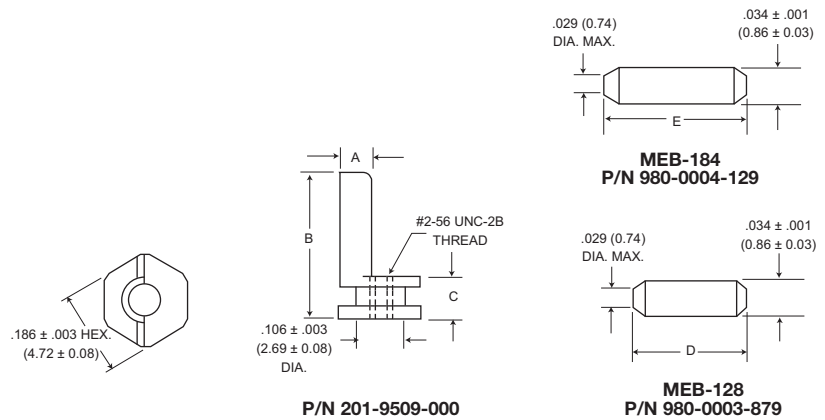 .029 (0.74)
DIA. MAX.
.034 ± .001
(0.86 ± 0.03)
E
MEB-184
P/N 980-0004-129
A
B
#2-56 UNC-2B
THREAD
C
.186 ± .003 HEX.
(4.72 ± 0.08)
.106 ± .003
(2.69 ± 0.08)
DIA.
P/N 201-9509-000
.029 (0.74)
DIA. MAX.
.034 ± .001
(0.86 ± 0.03)
D
MEB-128
P/N 980-0003-879